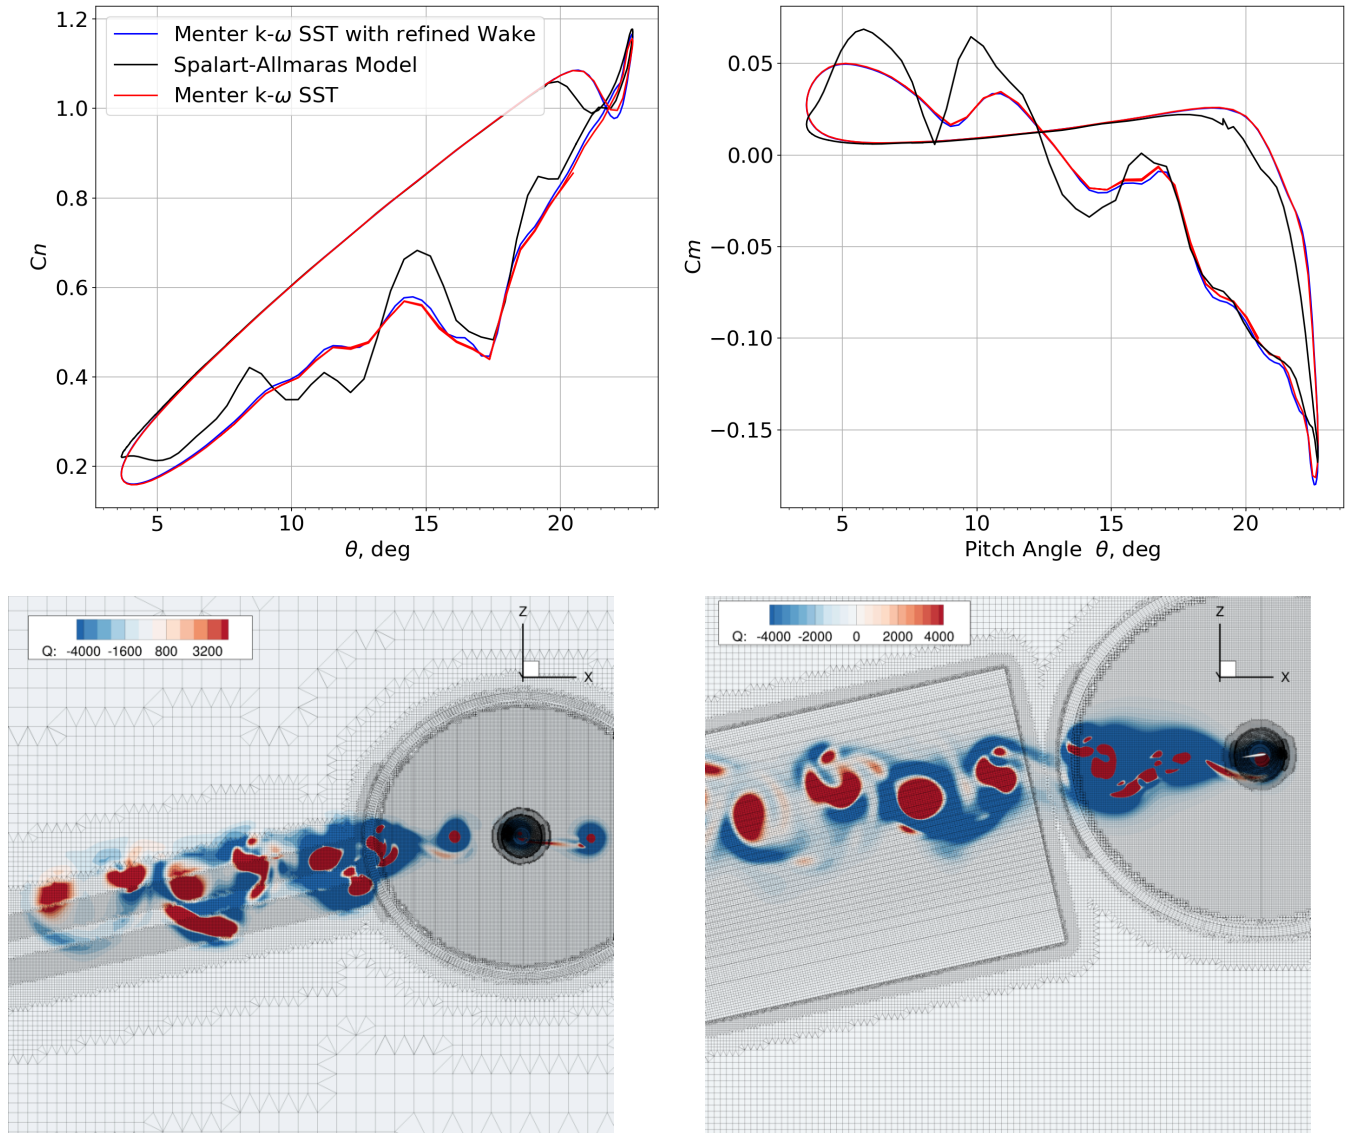 Menter k-ω SST with refined Wake
Spalart-Allmaras Model
Menter k-ω SST
1.2
1.0
0.8
0.6
0.4
0.2
Cn
5 10 15 20
θ, deg
0.05
0.00
−0.05
−0.10
−0.15
Cm
5 10 15 20
Pitch Angle θ, deg
Q: -4000 -1600 800 3200
Z
Y
X
Q: -4000 -2000 0 2000 4000
Z
Y
X